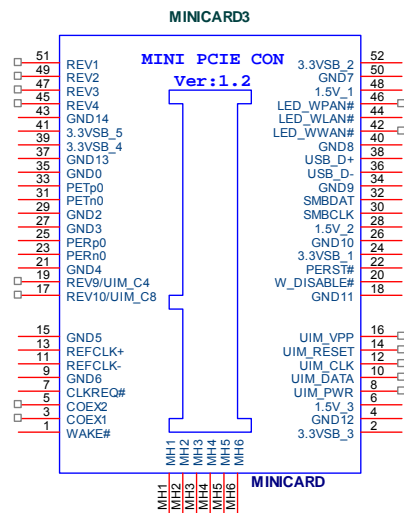 MINICARD3
MINI PCIE CON
Ver:1.2
51 REV1 3.3VSB_2 52
49 REV2 GND7 50
47 REV3 1.5V_1 48
45 REV4 LED_WPAN# 46
43 GND14 LED_WLAN# 44
41 3.3VSB_5 LED_WWAN# 42
39 3.3VSB_4 GND8 40
37 GND13 USB_D+ 38
35 GND0 USB_D- 36
33 PETp0 GND9 34
31 PETn0 SMBDAT 32
29 GND2 SMBCLK 30
27 GND3 1.5V_2 28
25 PERp0 GND10 26
23 PERn0 3.3VSB_1 24
21 GND4 PERST# 22
19 REV9/UIM_C4 W_DISABLE# 20
17 REV10/UIM_C8 GND11 18
15 GND5 UIM_VPP 16
13 REFCLK+ UIM_RESET 14
11 REFCLK- UIM_CLK 12
9 GND6 UIM_DATA 10
7 CLKREQ# UIM_PWR 8
5 COEX2 1.5V_3 6
3 COEX1 GND12 4
1 WAKE# 3.3VSB_3 2
MH1 MH2 MH3 MH4 MH5 MH6
MINICARD
MH1 MH2 MH3 MH4 MH5 MH6